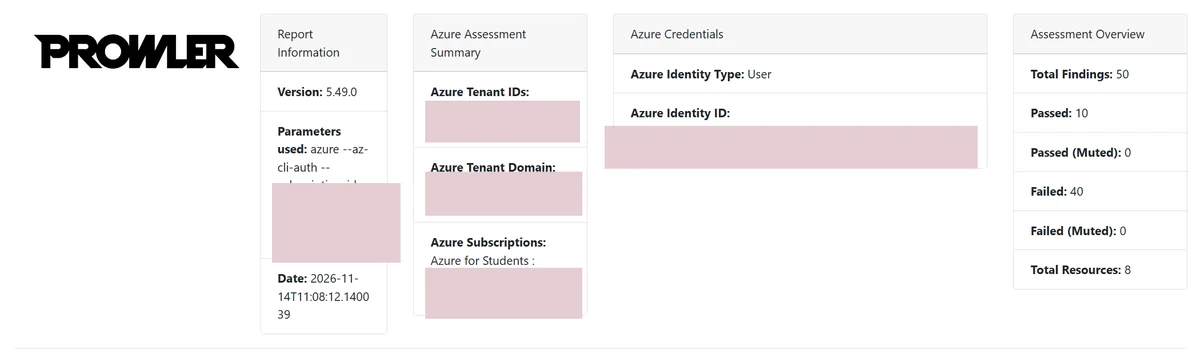 PROWLER
Report
Information
Version: 5.49.0
Parameters
used: azure --az-
cli-auth --
Date: 2026-11-
14T11:08:12.1400
39
Azure Assessment
Summary
Azure Tenant IDs:
Azure Tenant Domain:
Azure Subscriptions:
Azure for Students :
Azure Credentials
Azure Identity Type: User
Azure Identity ID:
Assessment Overview
Total Findings: 50
Passed: 10
Passed (Muted): 0
Failed: 40
Failed (Muted): 0
Total Resources: 8